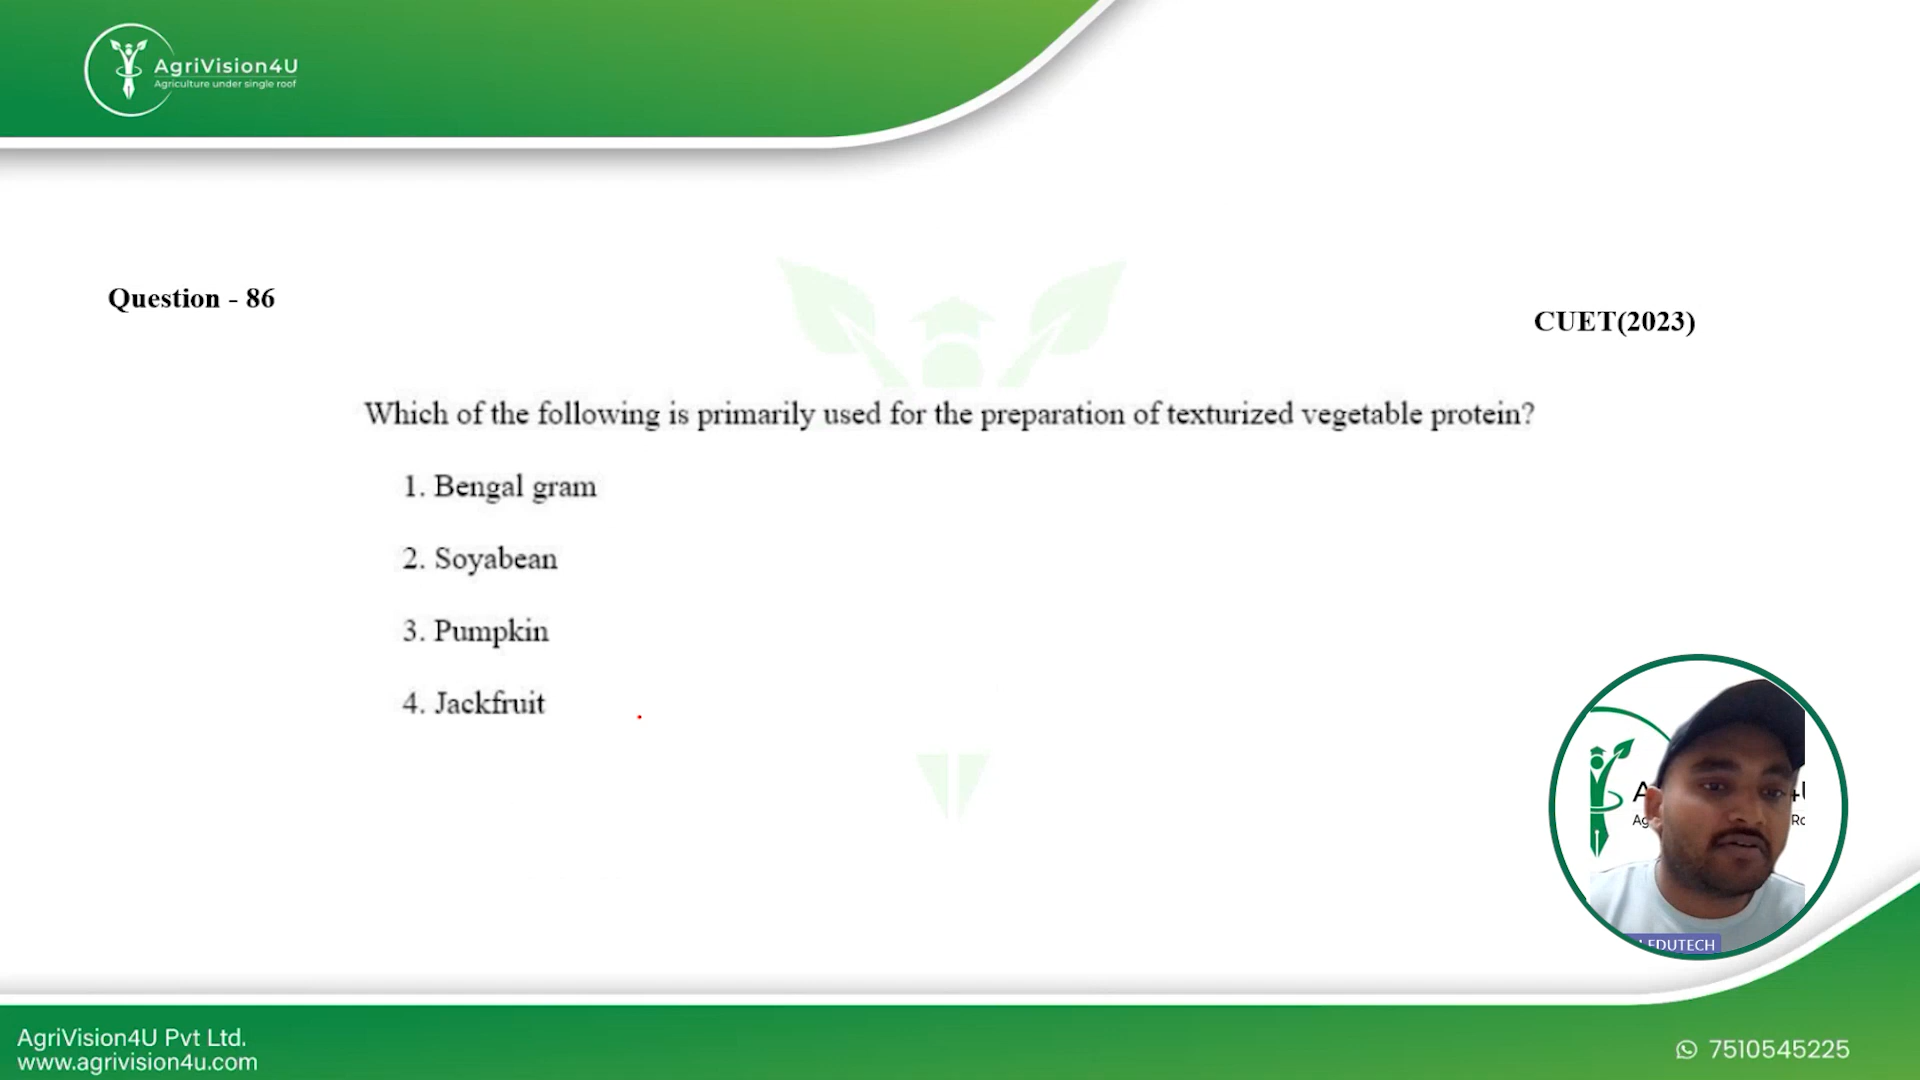 AgriVision4U
Agriculture under single roof
Question - 86
CUET(2023)
Which of the following is primarily used for the preparation of texturized vegetable protein?
1. Bengal gram
2. Soyabean
3. Pumpkin
4. Jackfruit
EDUTECH
AgriVision4U Pvt Ltd.
www.agrivision4u.com
7510545225